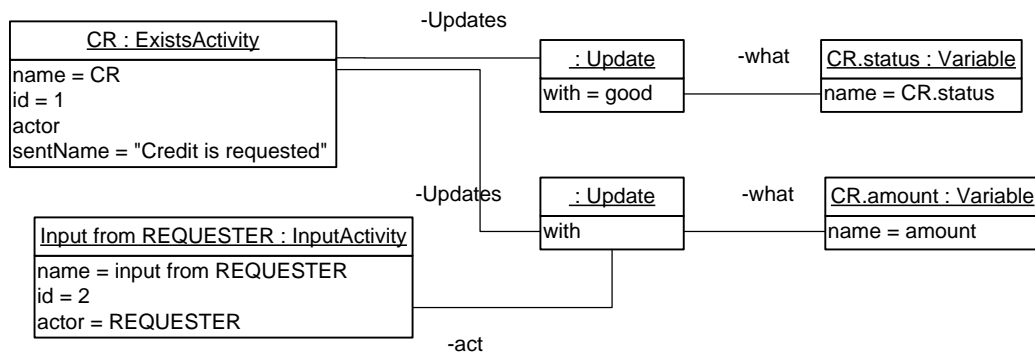 -Updates
CR : ExistsActivity
name = CR
id = 1
actor
sentName = "Credit is requested"
: Update
with = good
-what
CR.status : Variable
name = CR.status
-Updates
: Update
with
-what
CR.amount : Variable
name = amount
Input from REQUESTER : InputActivity
name = input from REQUESTER
id = 2
actor = REQUESTER
-act